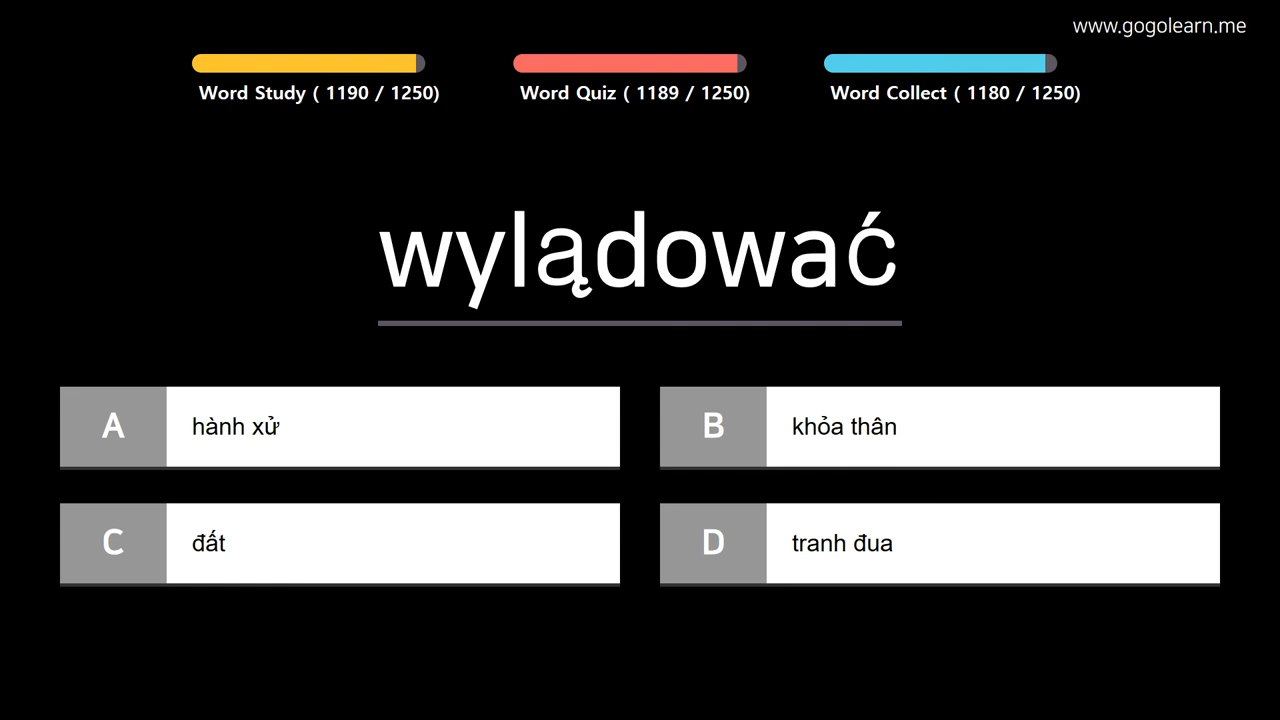 www.gogolearn.me
Word Study ( 1190 / 1250)
Word Quiz ( 1189 / 1250)
Word Collect ( 1180 / 1250)
wylądować
A hành xử
B khỏa thân
C đất
D tranh đua